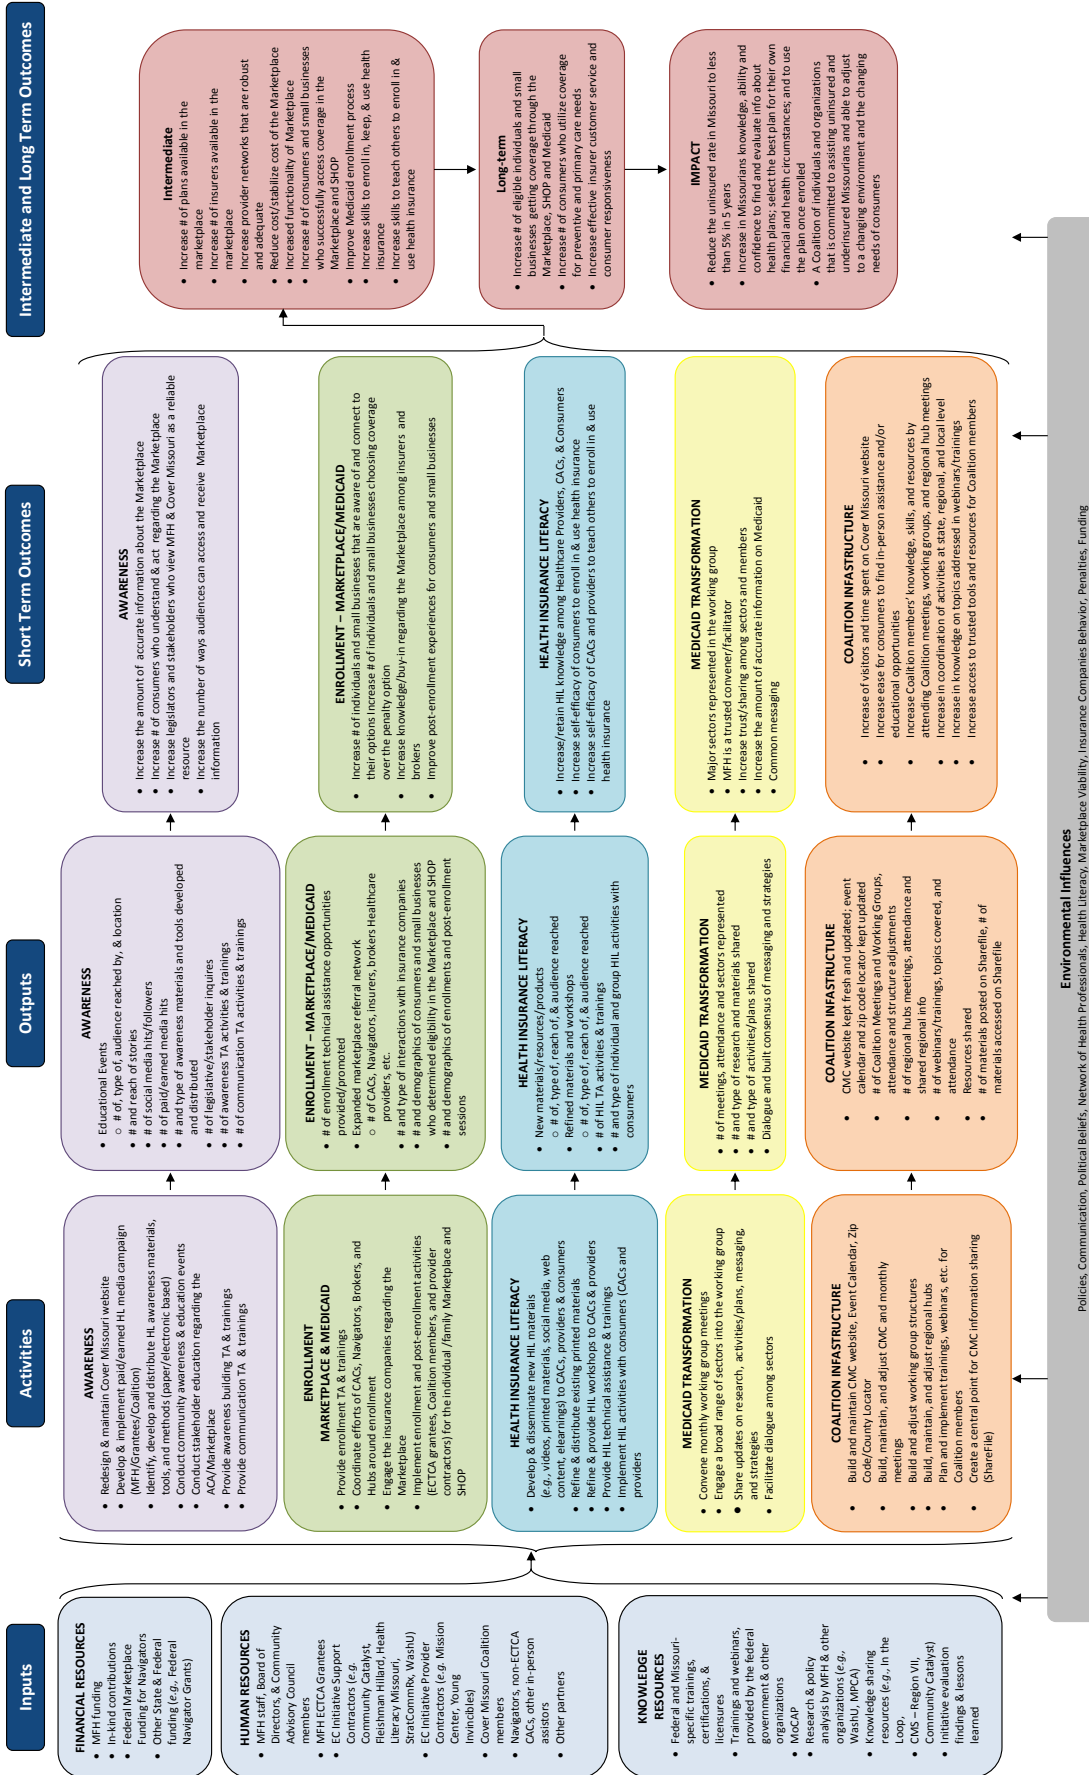 Inputs
Activities
Outputs
Short Term Outcomes
Intermediate and Long Term Outcomes
FINANCIAL RESOURCES
• MFH funding
• In-kind contributions
• Federal Marketplace
Funding for Navigators
• Other State & Federal
funding (e.g., Federal
Navigator Grants)
HUMAN RESOURCES
• MFH staff, Board of
Directors, & Community
Advisory Council
members
• MFH ECTCA Grantees
• EC Initiative Support
Contractors (e.g.
Community Catalyst,
Fleishman Hillard, Health
Literacy Missouri,
StratCommRx, WashU)
• EC Initiative Provider
Contractors (e.g. Mission
Center, Young
Invincibles)
• Cover Missouri Coalition
members
• Navigators, non-ECTCA
CACs, other in-person
assistors
• Other partners
KNOWLEDGE
RESOURCES
• Federal and Missouri-
specific trainings,
certifications, &
licensures
• Trainings and webinars,
provided by the federal
government & other
organizations
• MoCAP
• Research & policy
analysis by MFH & other
organizations (e.g.,
WashU, MPCA)
• Knowledge sharing
resources (e.g., In the
Loop,
• CMS – Region VII,
Community Catalyst)
• Initiative evaluation
findings & lessons
learned
AWARENESS
• Redesign & maintain Cover Missouri website
• Develop & implement paid/earned HL media campaign
(MFH/Grantees/Coalition)
• Identify, develop and distribute HL awareness materials,
tools, and methods (paper/electronic based)
• Conduct community awareness & education events
• Conduct stakeholder education regarding the
ACA/Marketplace
• Provide awareness building TA & trainings
• Provide communication TA & trainings
ENROLLMENT
MARKETPLACE & MEDICAID
• Provide enrollment TA & trainings
• Coordinate efforts of CACs, Navigators, Brokers, and
Hubs around enrollment
• Engage the insurance companies regarding the
Marketplace
• Implement enrollment and post-enrollment activities
(ECTCA grantees, Coalition members, and provider
contractors) for the individual /family Marketplace and
SHOP
HEALTH INSURANCE LITERACY
• Develop & disseminate new HIL materials
(e.g., videos, printed materials, social media, web
content, elearnings) to CACs, providers & consumers
• Refine & distribute existing printed materials
• Refine & provide HIL workshops to CACs & providers
• Provide HIL technical assistance & trainings
• Implement HIL activities with consumers (CACs and
providers
MEDICAID TRANSFORMATION
• Convene monthly working group meetings
• Engage a broad range of sectors into the working group
• Share updates on research, activities/plans, messaging,
and strategies
• Facilitate dialogue among sectors
COALITION INFASTRUCTURE
• Build and maintain CMC website, Event Calendar, Zip
Code/County Locator
• Build, maintain, and adjust CMC and monthly
meetings
• Build and adjust working group structures
• Build, maintain, and adjust regional hubs
• Plan and implement trainings, webinars, etc. for
Coalition members
• Create a central point for CMC information sharing
(ShareFile)
AWARENESS
• Educational Events
○ # of, type of, audience reached by, & location
• # and reach of stories
• # of social media hits/followers
• # of paid/earned media hits
• # and type of awareness materials and tools developed
and distributed
• # of legislative/stakeholder inquires
• # of awareness TA activities & trainings
• # of communication TA activities & trainings
ENROLLMENT – MARKETPLACE/MEDICAID
• # of enrollment technical assistance opportunities
provided/promoted
• Expanded marketplace referral network
○ # of CACs, Navigators, insurers, brokers Healthcare
providers, etc.
• # and type of interactions with insurance companies
• # and demographics of consumers and small businesses
who determined eligibility in the Marketplace and SHOP
• # and demographics of enrollments and post-enrollment
sessions
HEALTH INSURANCE LITERACY
• New materials/resources/products
○ # of, type of, reach of, & audience reached
• Refined materials and workshops
○ # of, type of, reach of, & audience reached
• # of HIL TA activities & trainings
• # and type of individual and group HIL activities with
consumers
MEDICAID TRANSFORMATION
• # of meetings, attendance and sectors represented
• # and type of research and materials shared
• # and type of activities/plans shared
• Dialogue and built consensus of messaging and strategies
COALITION INFASTRUCTURE
• CMC website kept fresh and updated; event
calendar and zip code locator kept updated
• # of Coalition Meetings and Working Groups,
attendance and structure adjustments
• # of regional hubs meetings, attendance and
shared regional info
• # of webinars/trainings, topics covered, and
attendance
• Resources shared
• # of materials posted on Sharefile, # of
materials accessed on Sharefile
AWARENESS
• Increase the amount of accurate information about the Marketplace
• Increase # of consumers who understand & act regarding the Marketplace
• Increase legislators and stakeholders who view MFH & Cover Missouri as a reliable
resource
• Increase the number of ways audiences can access and receive Marketplace
information
ENROLLMENT – MARKETPLACE/MEDICAID
• Increase # of individuals and small businesses that are aware of and connect to
their options Increase # of individuals and small businesses choosing coverage
over the penalty option
• Increase knowledge/buy-in regarding the Marketplace among insurers and
brokers
• Improve post-enrollment experiences for consumers and small businesses
HEALTH INSURANCE LITERACY
• Increase/retain HIL knowledge among Healthcare Providers, CACs, & Consumers
• Increase self-efficacy of consumers to enroll in & use health insurance
• Increase self-efficacy of CACs and providers to teach others to enroll in & use
health insurance
MEDICAID TRANSFORMATION
• Major sectors represented in the working group
• MFH is a trusted convener/facilitator
• Increase trust/sharing among sectors and members
• Increase the amount of accurate information on Medicaid
• Common messaging
COALITION INFASTRUCTURE
• Increase of visitors and time spent on Cover Missouri website
• Increase ease for consumers to find in-person assistance and/or
educational opportunities
• Increase Coalition members' knowledge, skills, and resources by
attending Coalition meetings, working groups, and regional hub meetings
• Increase in coordination of activities at state, regional, and local level
• Increase in knowledge on topics addressed in webinars/trainings
• Increase access to trusted tools and resources for Coalition members
Intermediate
• Increase # of plans available in the
marketplace
• Increase # of insurers available in the
marketplace
• Increase provider networks that are robust
and adequate
• Reduce cost/stabilize cost of the Marketplace
• Increased functionality of Marketplace
• Increase # of consumers and small businesses
who successfully access coverage in the
Marketplace and SHOP
• Improve Medicaid enrollment process
• Increase skills to enroll in, keep, & use health
insurance
• Increase skills to teach others to enroll in &
use health insurance
Long-term
• Increase # of eligible individuals and small
businesses getting coverage through the
Marketplace, SHOP and Medicaid
• Increase # of consumers who utilize coverage
for preventive and primary care needs
• Increase effective insurer customer service and
consumer responsiveness
IMPACT
• Reduce the uninsured rate in Missouri to less
than 5% in 5 years
• Increase in Missourians knowledge, ability and
confidence to find and evaluate info about
health plans; select the best plan for their own
financial and health circumstances; and to use
the plan once enrolled
• A Coalition of individuals and organizations
that is committed to assisting uninsured and
underinsured Missourians and able to adjust
to a changing environment and the changing
needs of consumers
Environmental Influences
Policies, Communication, Political Beliefs, Network of Health Professionals, Health Literacy, Marketplace Viability, Insurance Companies Behavior, Penalties, Funding